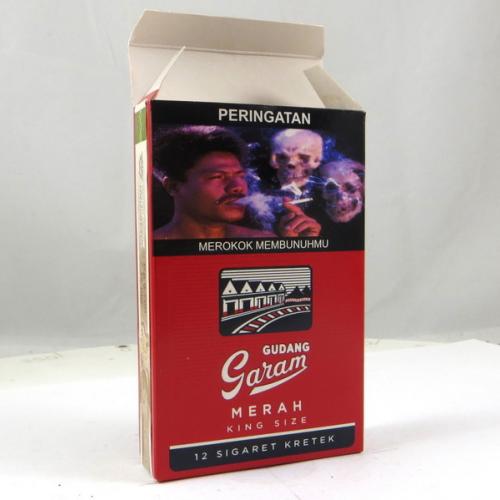 PERINGATAN
MEROKOK MEMBUNUHMU
GUDANG
Garam
MERAH
KING SIZE
12 SIGARET KRETEK